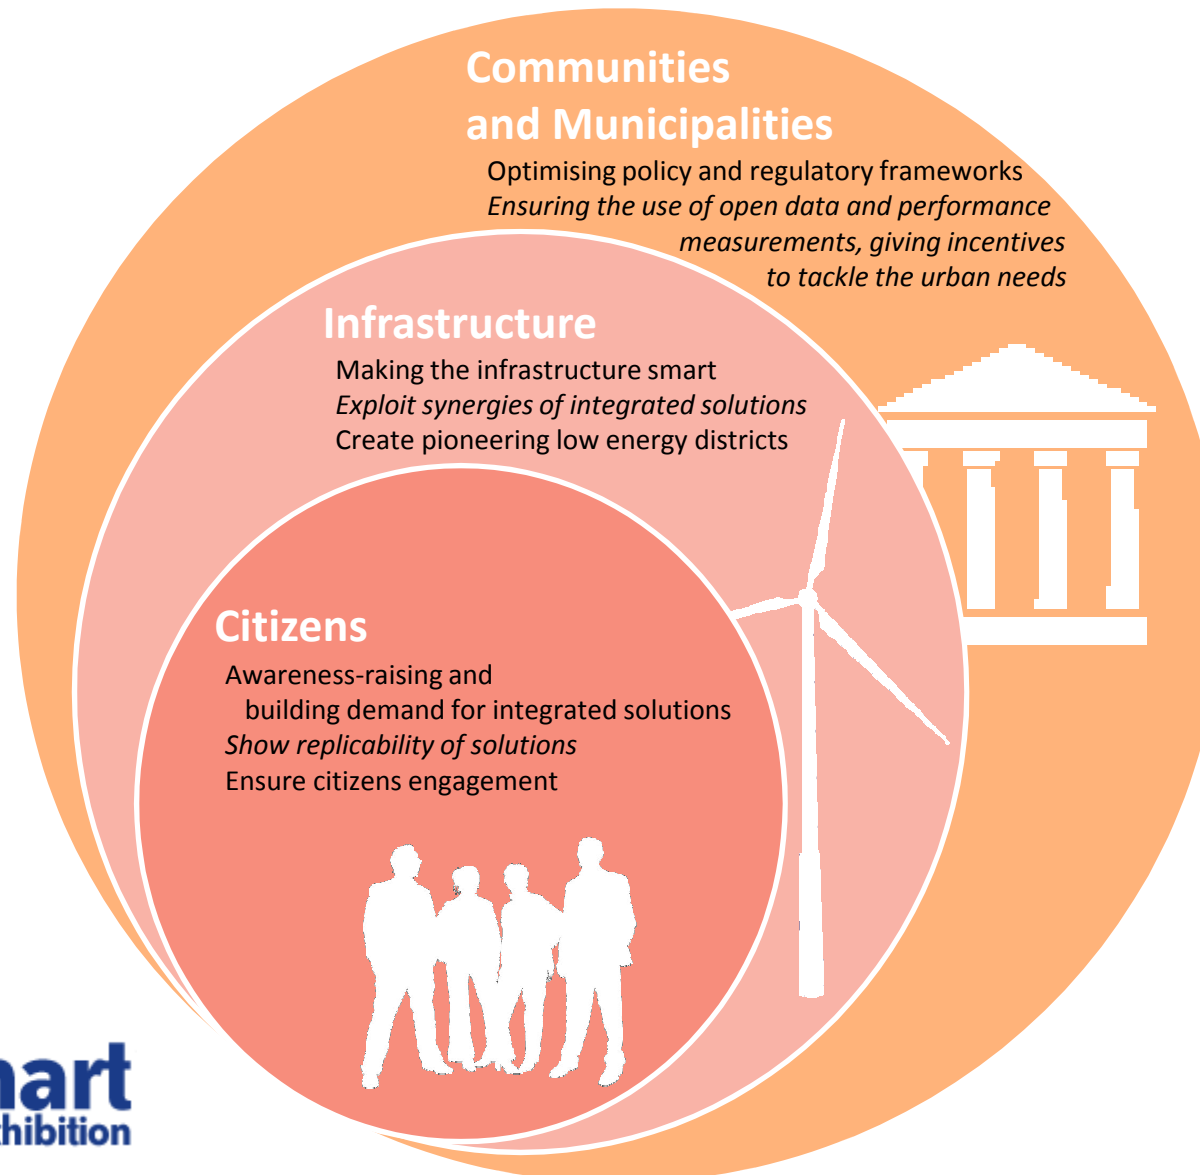 Communities
and Municipalities
Optimising policy and regulatory frameworks
Ensuring the use of open data and performance
measurements, giving incentives
to tackle the urban needs
Infrastructure
Making the infrastructure smart
Exploit synergies of integrated solutions
Create pioneering low energy districts
Citizens
Awareness-raising and
building demand for integrated solutions
Show replicability of solutions
Ensure citizens engagement